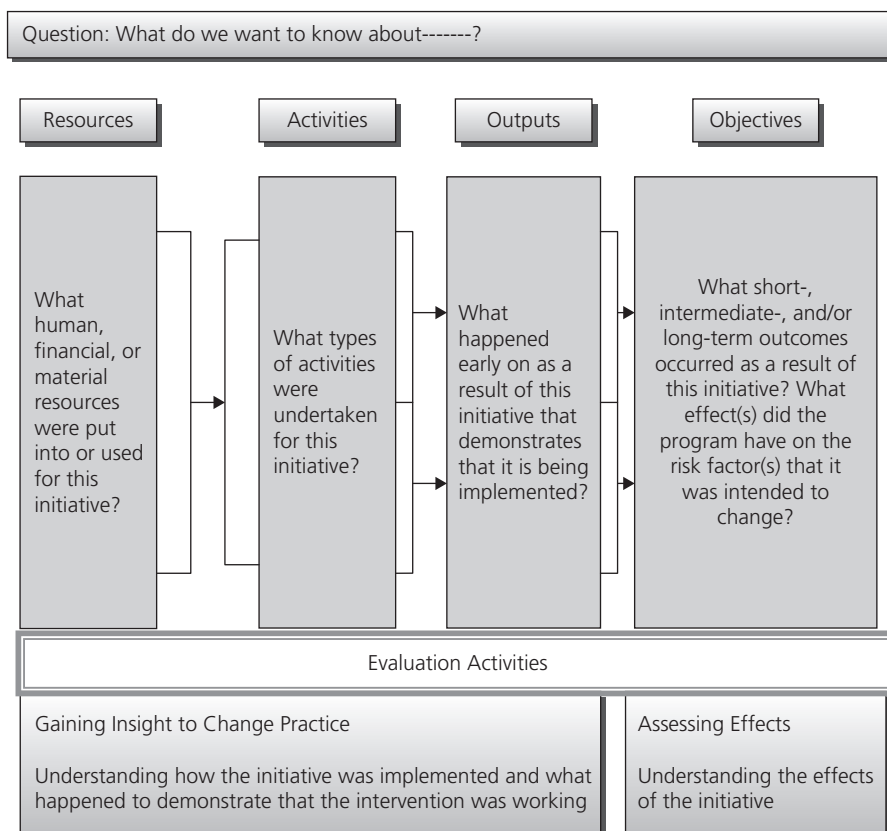 Question: What do we want to know about-------?
Resources
Activities
Outputs
Objectives
What
human,
financial, or
material
resources
were put
into or used
for this
initiative?
What types
of activities
were
undertaken
for this
initiative?
What
happened
early on as a
result of this
initiative that
demonstrates
that it is being
implemented?
What short-,
intermediate-, and/or
long-term outcomes
occurred as a result of
this initiative? What
effect(s) did the
program have on the
risk factor(s) that it
was intended to
change?
Evaluation Activities
Gaining Insight to Change Practice
Understanding how the initiative was implemented and what
happened to demonstrate that the intervention was working
Assessing Effects
Understanding the effects
of the initiative